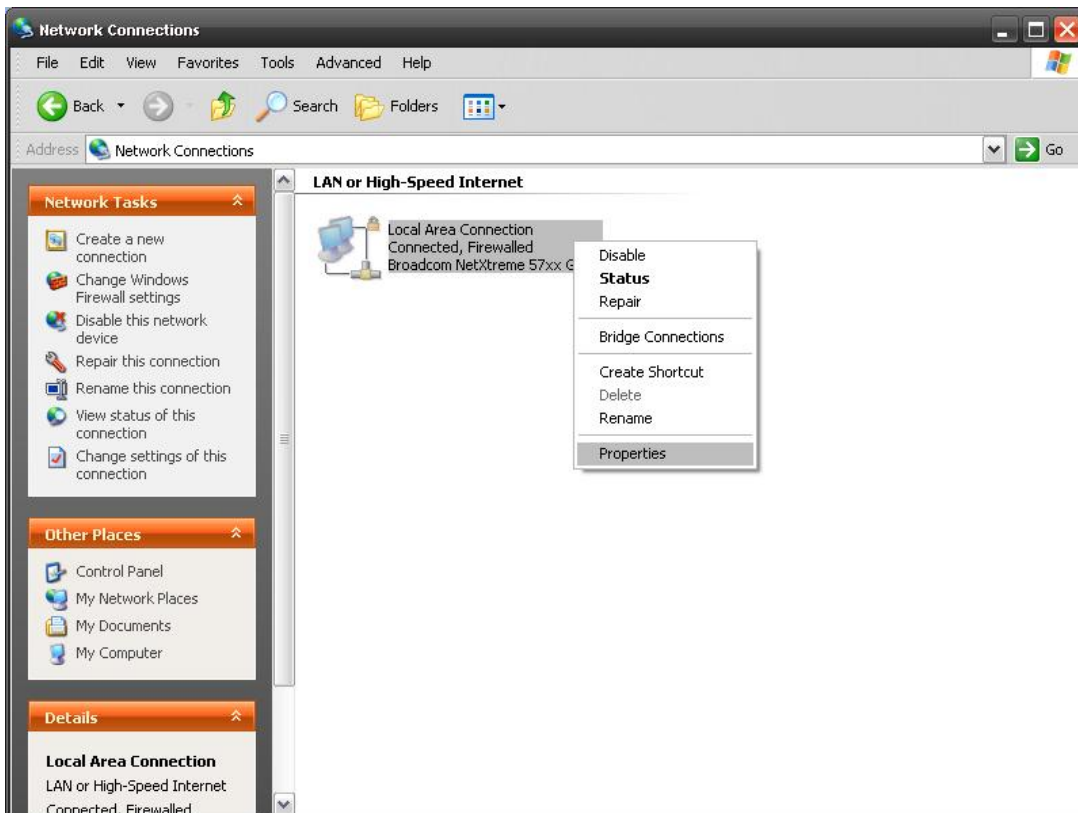 Network Connections
File Edit View Favorites Tools Advanced Help
Back Search Folders
Address Network Connections Go
Network Tasks
Create a new
connection
Change Windows
Firewall settings
Disable this network
device
Repair this connection
Rename this connection
View status of this
connection
Change settings of this
connection
Other Places
Control Panel
My Network Places
My Documents
My Computer
Details
Local Area Connection
LAN or High-Speed Internet
Connected, Firewalled
LAN or High-Speed Internet
Local Area Connection
Connected, Firewalled
Broadcom NetXtreme 57xx G
Disable
Status
Repair
Bridge Connections
Create Shortcut
Delete
Rename
Properties